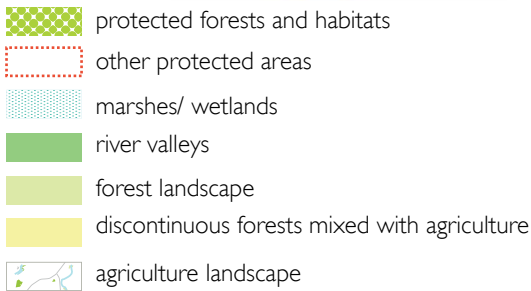 protected forests and habitats
other protected areas
marshes/ wetlands
river valleys
forest landscape
discontinuous forests mixed with agriculture
agriculture landscape